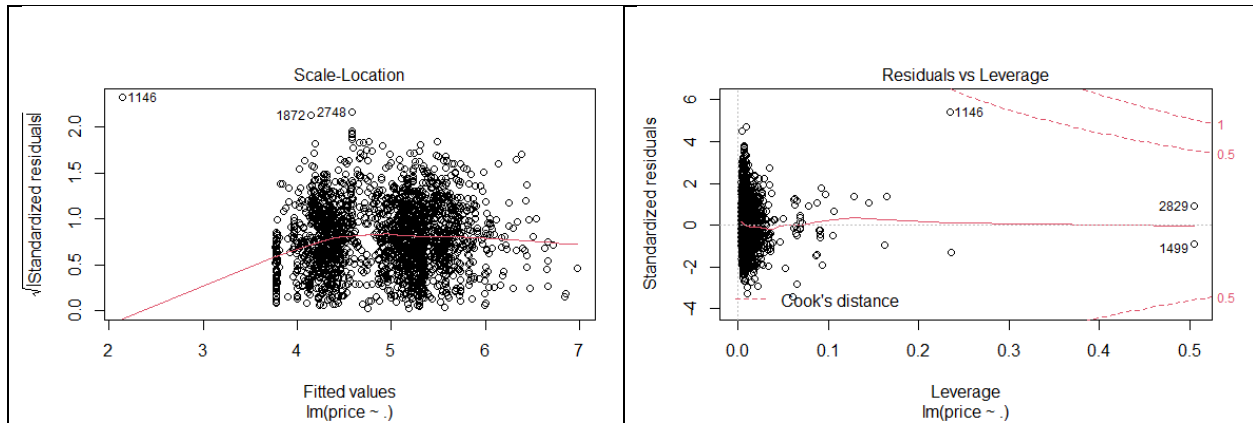 Scale-Location
√|Standardized residuals|
2.0
1.5
1.0
0.5
0.0
1146
1872
2748
2 3 4 5 6 7
Fitted values
lm(price ~ .)
Residuals vs Leverage
Standardized residuals
6
4
2
0
-2
-4
1146
2829
1499
1
0.5
0.5
Cook's distance
0.0 0.1 0.2 0.3 0.4 0.5
Leverage
lm(price ~ .)